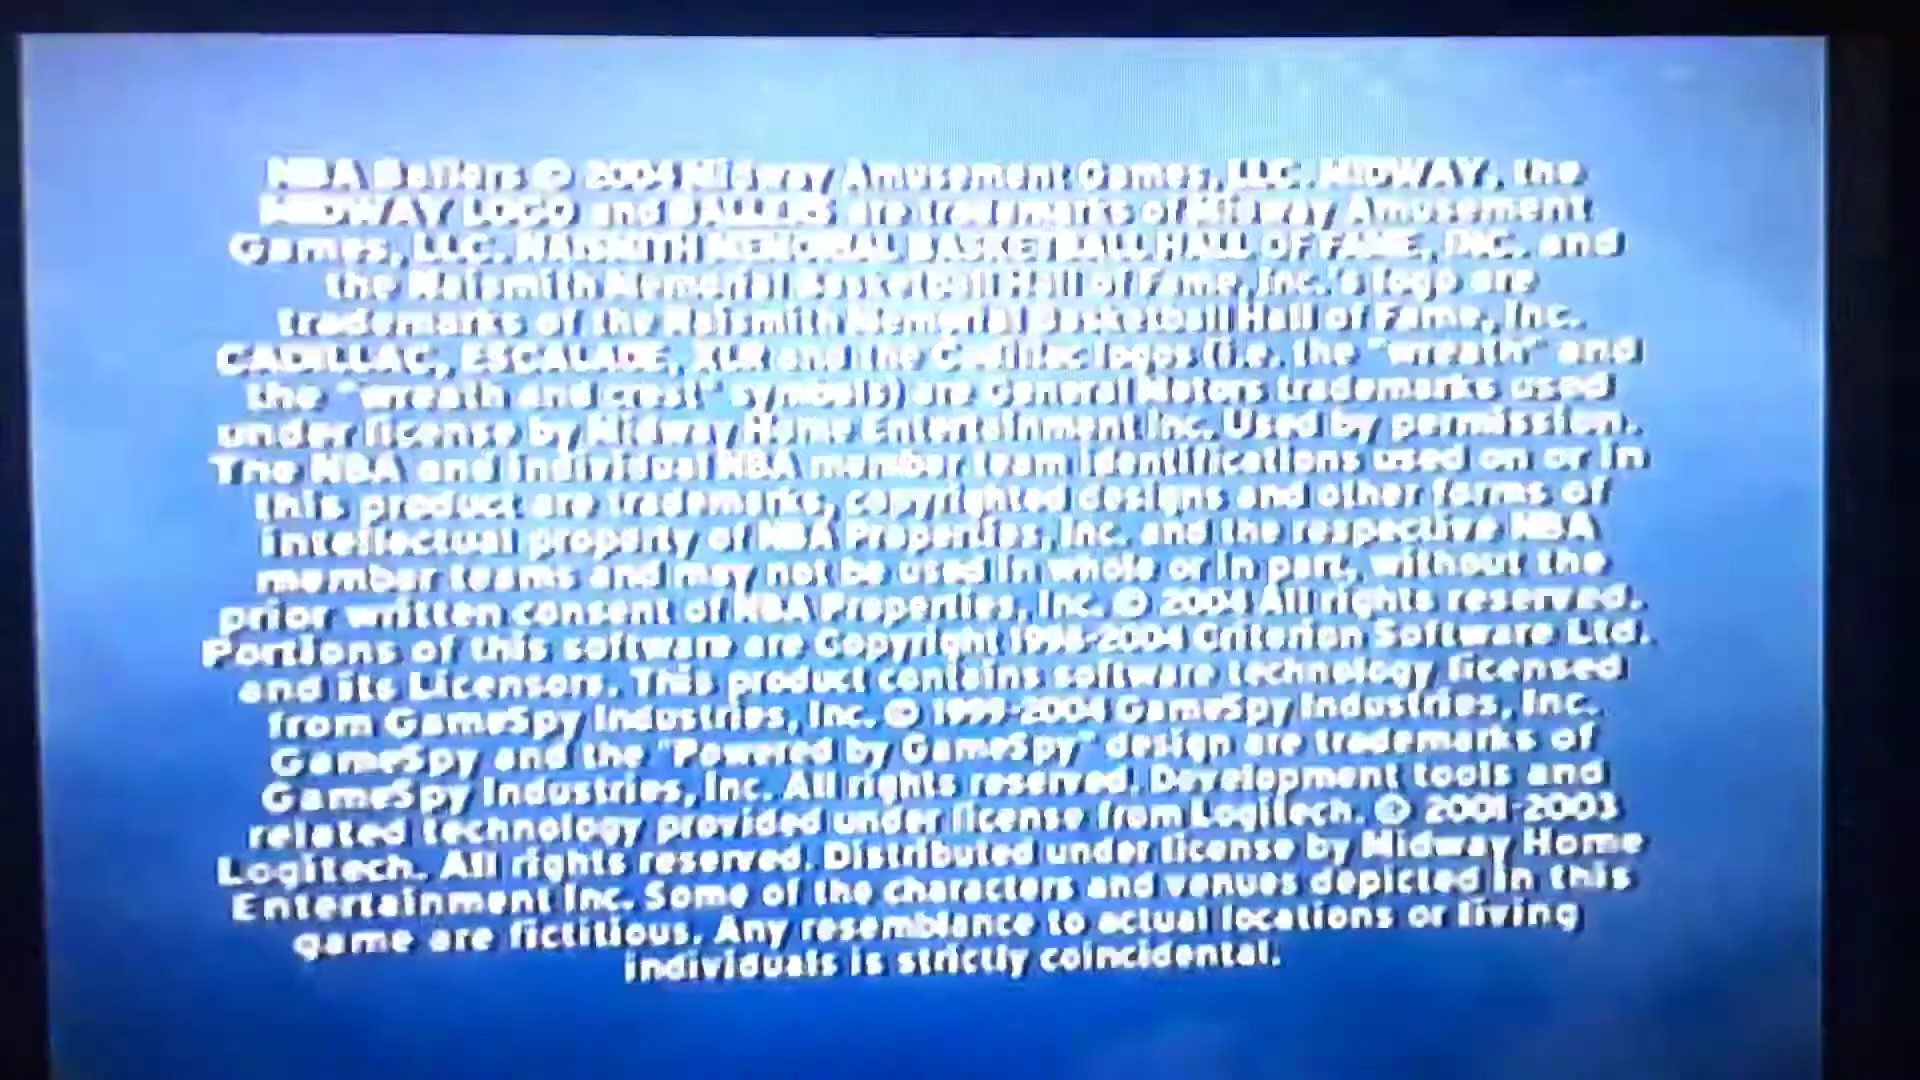 NBA Ballers © 2004 Midway Amusement Games, LLC. MIDWAY, the
MIDWAY LOGO and BALLERS are trademarks of Midway Amusement
Games, LLC. NAISMITH MEMORIAL BASKETBALL HALL OF FAME, INC. and
the Naismith Memorial Basketball Hall of Fame, Inc.'s logo are
trademarks of the Naismith Memorial Basketball Hall of Fame, Inc.
CADILLAC, ESCALADE, XLR and the Cadillac logos (i.e. the "wreath" and
the "wreath and crest" symbols) are General Motors trademarks used
under license by Midway Home Entertainment Inc. Used by permission.
The NBA and individual NBA member team identifications used on or in
this product are trademarks, copyrighted designs and other forms of
intellectual property of NBA Properties, Inc. and the respective NBA
member teams and may not be used in whole or in part, without the
prior written consent of NBA Properties, Inc. © 2004 All rights reserved.
Portions of this software are Copyright 1998-2004 Criterion Software Ltd.
and its Licensors. This product contains software technology licensed
from GameSpy Industries, Inc. © 1999-2004 GameSpy Industries, Inc.
GameSpy and the "Powered by GameSpy" design are trademarks of
GameSpy Industries, Inc. All rights reserved. Development tools and
related technology provided under license from Logitech. © 2001-2003
Logitech. All rights reserved. Distributed under license by Midway Home
Entertainment Inc. Some of the characters and venues depicted in this
game are fictitious. Any resemblance to actual locations or living
individuals is strictly coincidental.